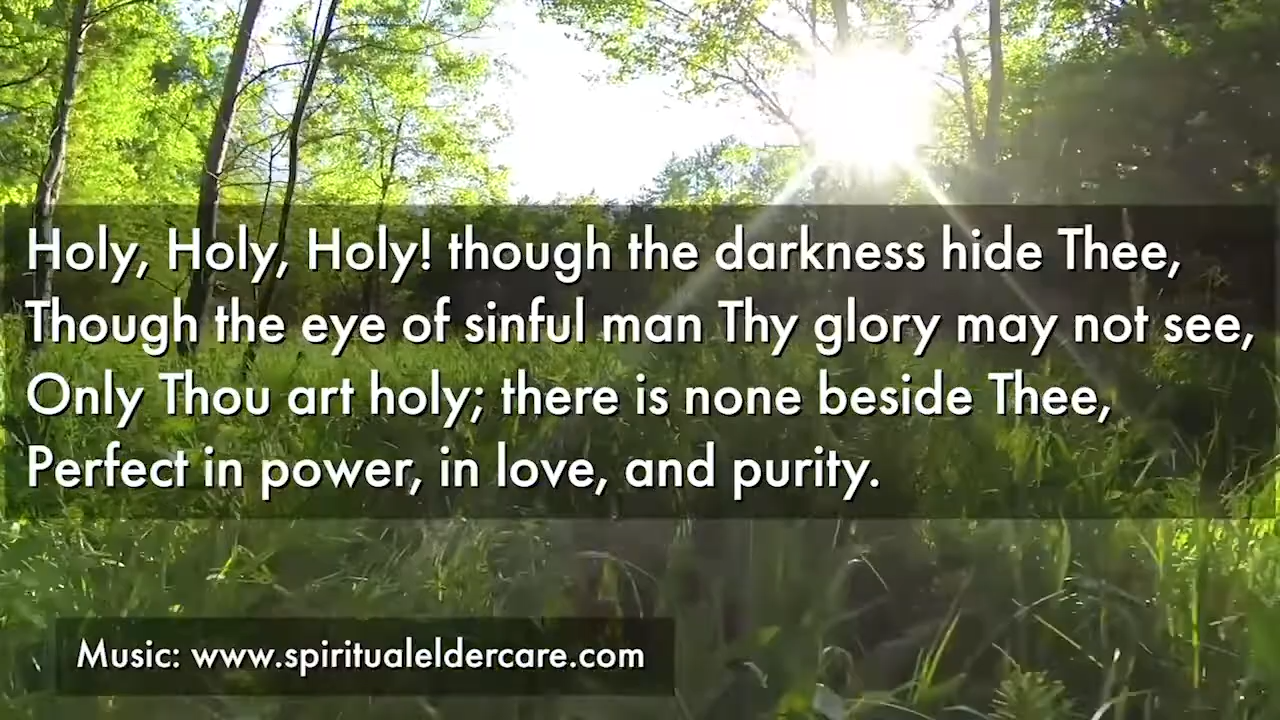 Holy, Holy, Holy! though the darkness hide Thee,
Though the eye of sinful man Thy glory may not see,
Only Thou art holy; there is none beside Thee,
Perfect in power, in love, and purity.
Music: www.spiritualeldercare.com